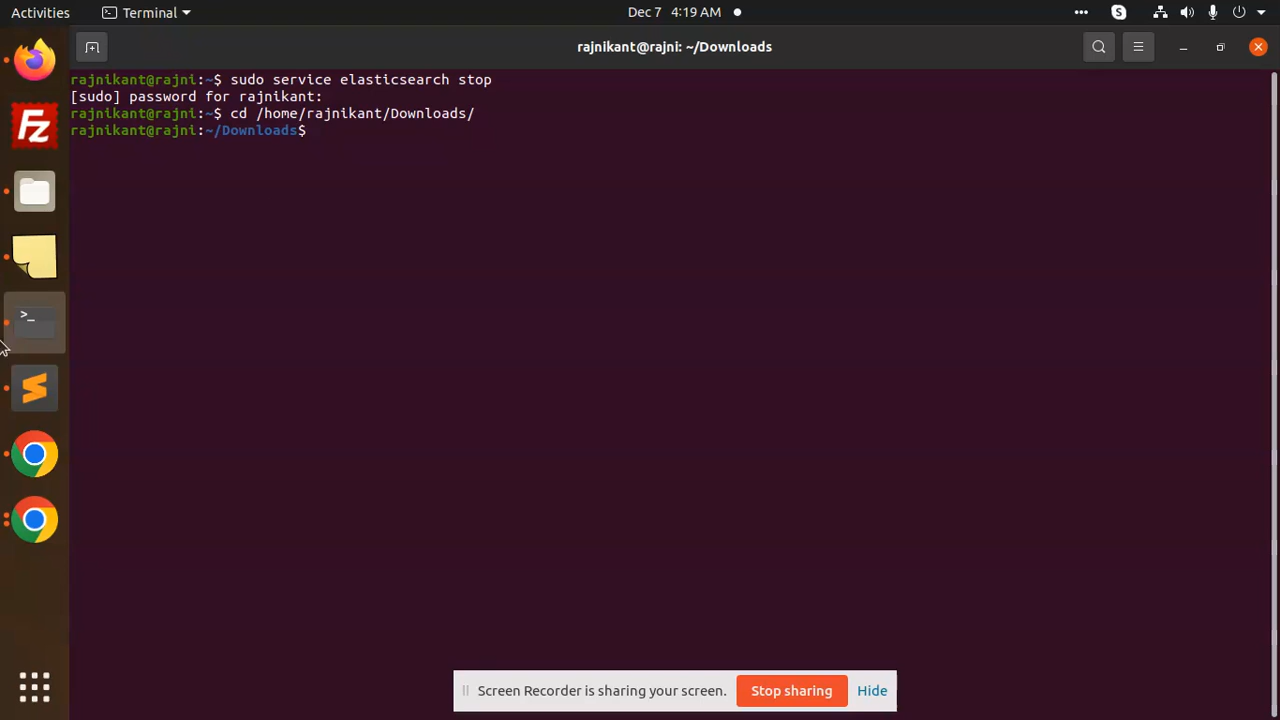 Activities
Terminal
Dec 7 4:19 AM
rajnikant@rajni: ~/Downloads
rajnikant@rajni:~$ sudo service elasticsearch stop
[sudo] password for rajnikant:
rajnikant@rajni:~$ cd /home/rajnikant/Downloads/
rajnikant@rajni:~/Downloads$
Fz
>_
Screen Recorder is sharing your screen.
Stop sharing
Hide